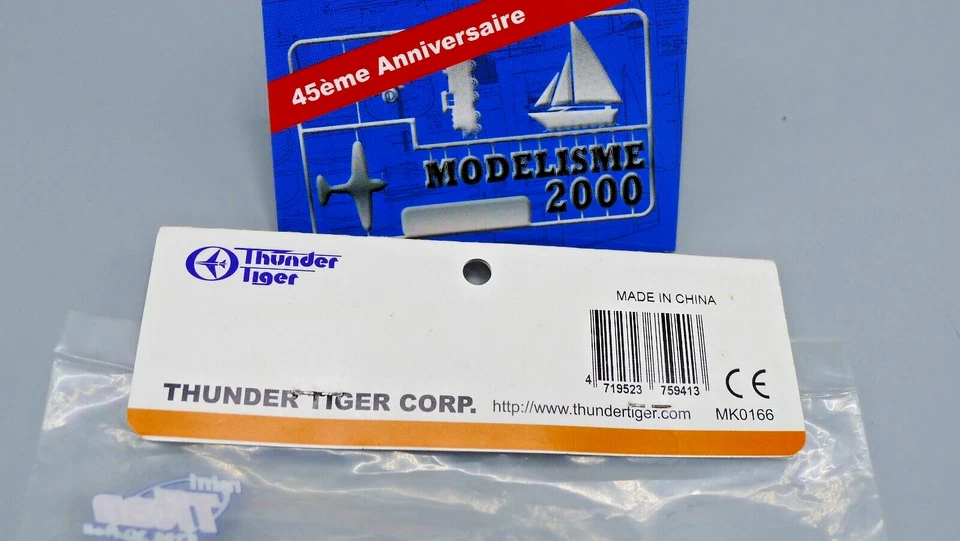 45ème Anniversaire
MODELISME
2000
Thunder
Tiger
MADE IN CHINA
4 719523 759413
CE
THUNDER TIGER CORP.
http://www.thundertiger.com
MK0166